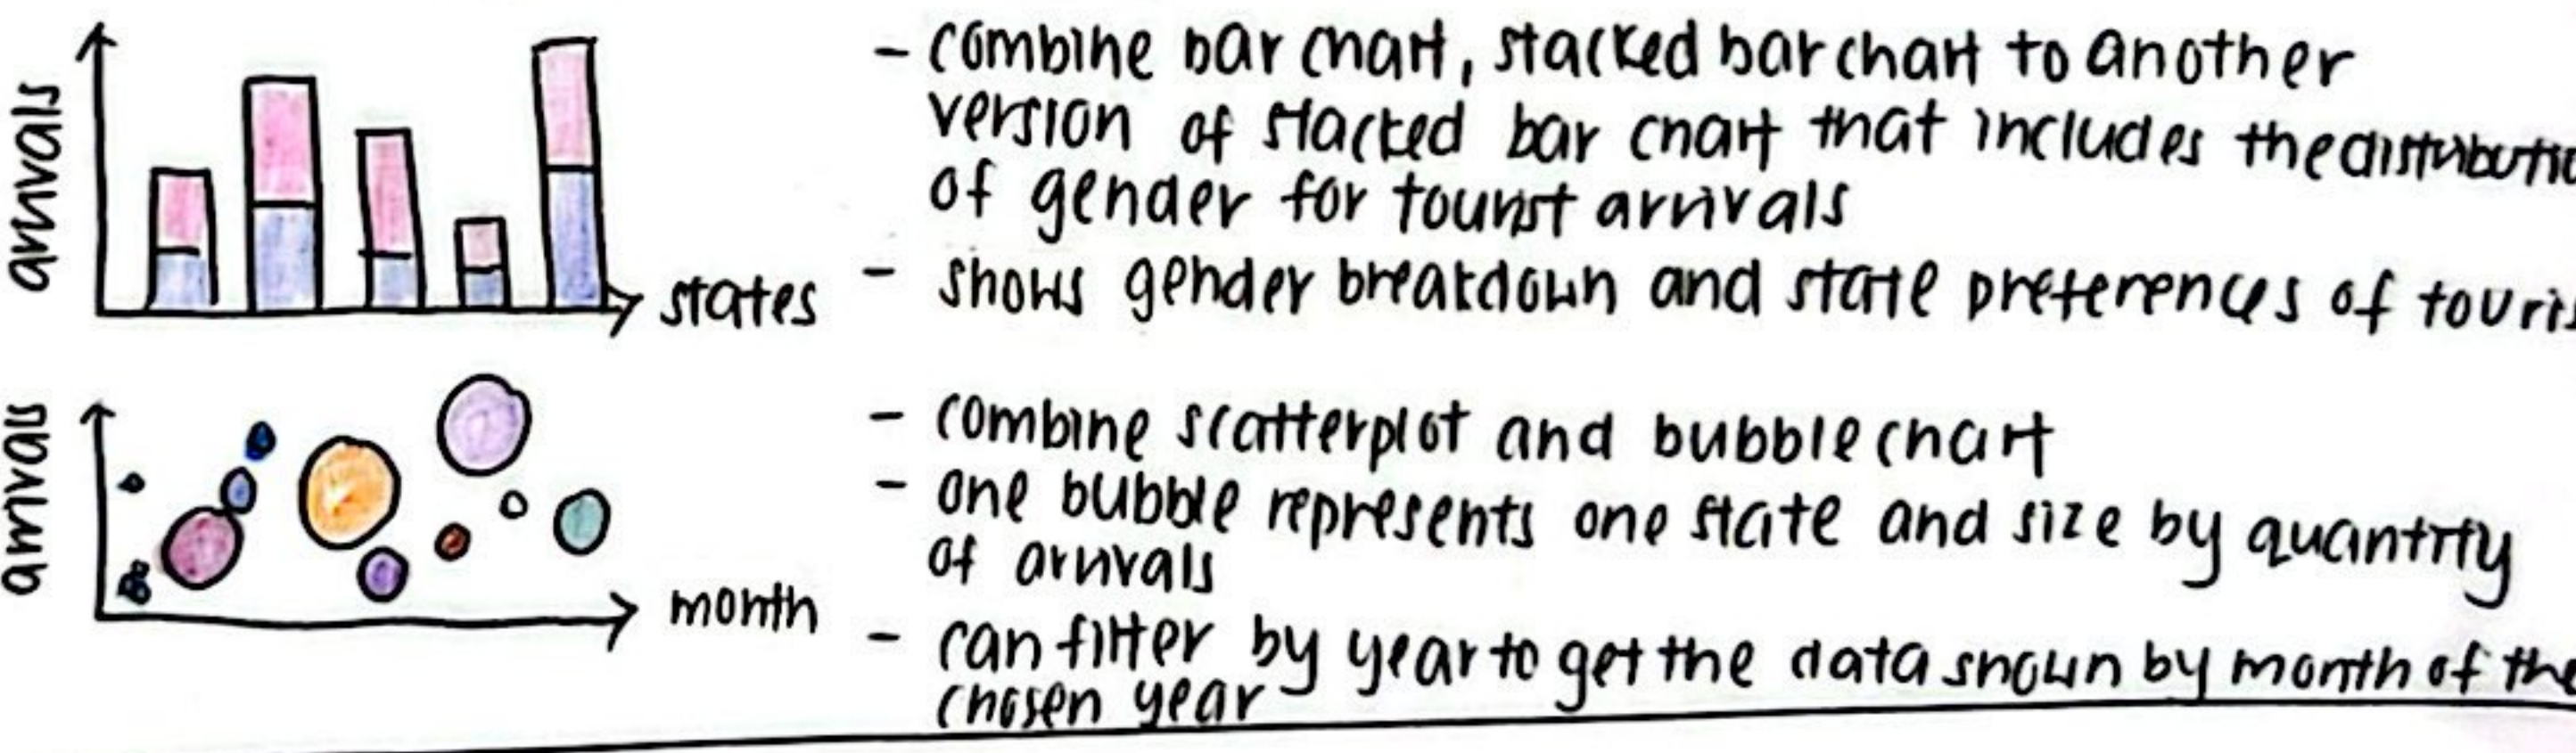 arrivals
states
- combine bar chart, stacked bar chart to another
version of stacked bar chart that includes the distributio
of gender for tourist arrivals
- shows gender breakdown and state preferences of touris
arrivals
month
- combine scatterplot and bubble chart
- one bubble represents one state and size by quantity
of arrivals
- can filter by year to get the data shown by month of the
chosen year